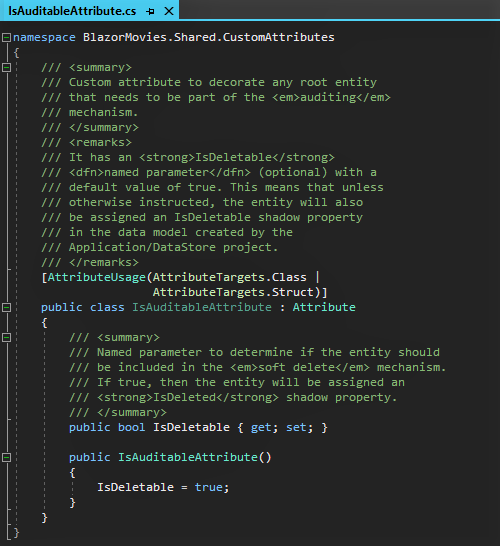 IsAuditableAttribute.cs
namespace BlazorMovies.Shared.CustomAttributes
{
/// <summary>
/// Custom attribute to decorate any root entity
/// that needs to be part of the <em>auditing</em>
/// mechanism.
/// </summary>
/// <remarks>
/// It has an <strong>IsDeletable</strong>
/// <dfn>named parameter</dfn> (optional) with a
/// default value of true. This means that unless
/// otherwise instructed, the entity will also
/// be assigned an IsDeletable shadow property
/// in the data model created by the
/// Application/DataStore project.
/// </remarks>
[AttributeUsage(AttributeTargets.Class |
AttributeTargets.Struct)]
public class IsAuditableAttribute : Attribute
{
/// <summary>
/// Named parameter to determine if the entity should
/// be included in the <em>soft delete</em> mechanism.
/// If true, then the entity will be assigned an
/// <strong>IsDeleted</strong> shadow property.
/// </summary>
public bool IsDeletable { get; set; }
public IsAuditableAttribute()
{
IsDeletable = true;
}
}
}